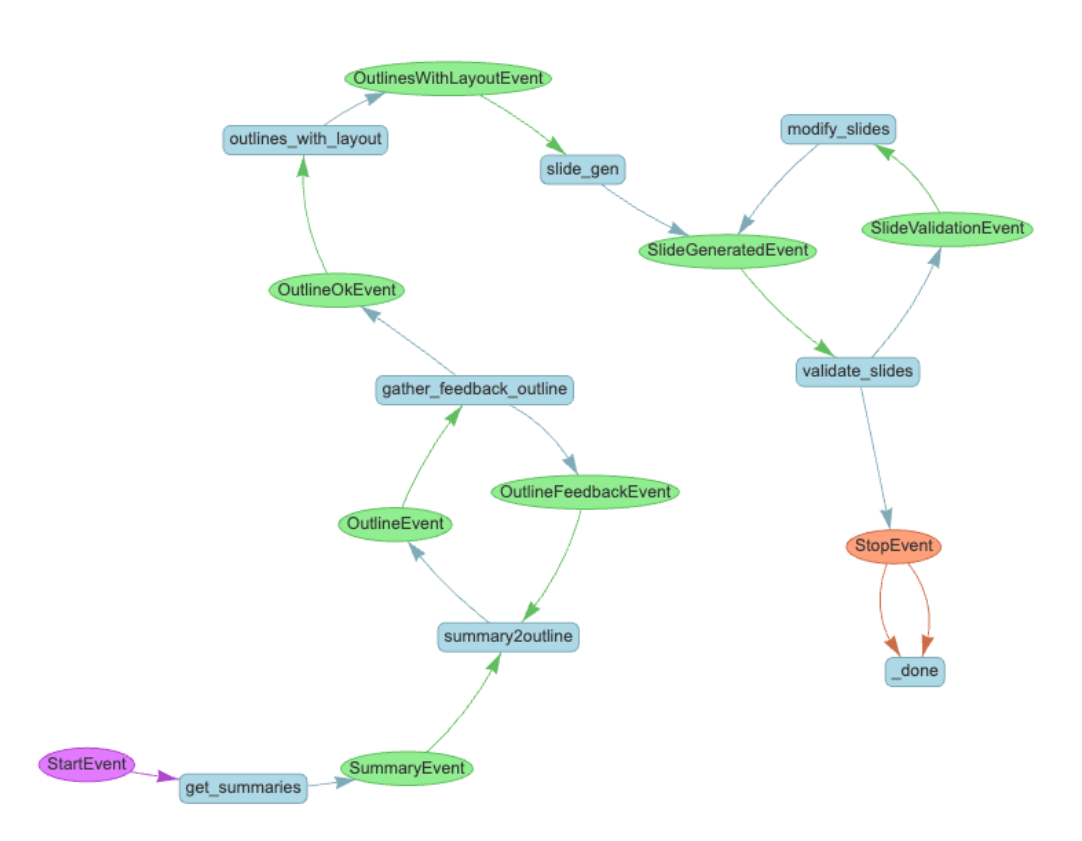 OutlinesWithLayoutEvent
outlines_with_layout
modify_slides
slide_gen
SlideValidationEvent
SlideGeneratedEvent
OutlineOkEvent
validate_slides
gather_feedback_outline
OutlineFeedbackEvent
OutlineEvent
StopEvent
summary2outline
_done
StartEvent
SummaryEvent
get_summaries